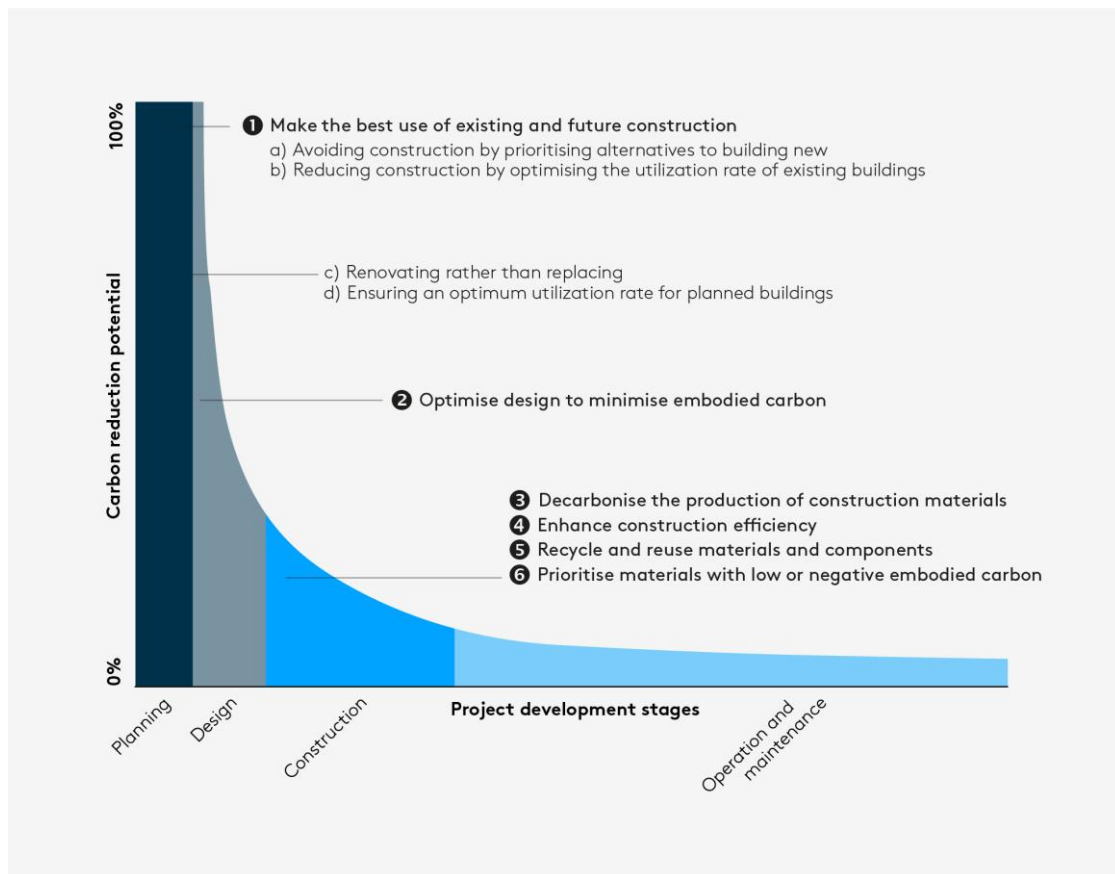 100%
Carbon reduction potential
0%
❶ Make the best use of existing and future construction
a) Avoiding construction by prioritising alternatives to building new
b) Reducing construction by optimising the utilization rate of existing buildings
c) Renovating rather than replacing
d) Ensuring an optimum utilization rate for planned buildings
❷ Optimise design to minimise embodied carbon
❸ Decarbonise the production of construction materials
❹ Enhance construction efficiency
❺ Recycle and reuse materials and components
❻ Prioritise materials with low or negative embodied carbon
Planning
Design
Construction
Project development stages
Operation and
maintenance